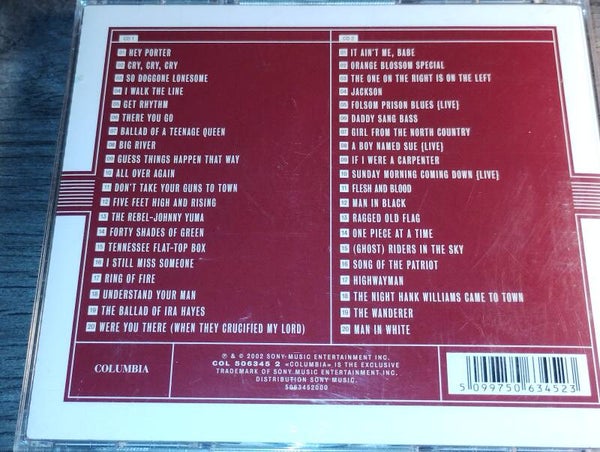 CD 1
01 HEY PORTER
02 CRY, CRY, CRY
03 SO DOGGONE LONESOME
04 I WALK THE LINE
05 GET RHYTHM
06 THERE YOU GO
07 BALLAD OF A TEENAGE QUEEN
08 BIG RIVER
09 GUESS THINGS HAPPEN THAT WAY
10 ALL OVER AGAIN
11 DON'T TAKE YOUR GUNS TO TOWN
12 FIVE FEET HIGH AND RISING
13 THE REBEL-JOHNNY YUMA
14 FORTY SHADES OF GREEN
15 TENNESSEE FLAT-TOP BOX
16 I STILL MISS SOMEONE
17 RING OF FIRE
18 UNDERSTAND YOUR MAN
19 THE BALLAD OF IRA HAYES
20 WERE YOU THERE (WHEN THEY CRUCIFIED MY LORD)
CD 2
01 IT AIN'T ME, BABE
02 ORANGE BLOSSOM SPECIAL
03 THE ONE ON THE RIGHT IS ON THE LEFT
04 JACKSON
05 FOLSOM PRISON BLUES {LIVE}
06 DADDY SANG BASS
07 GIRL FROM THE NORTH COUNTRY
08 A BOY NAMED SUE {LIVE}
09 IF I WERE A CARPENTER
10 SUNDAY MORNING COMING DOWN {LIVE}
11 FLESH AND BLOOD
12 MAN IN BLACK
13 RAGGED OLD FLAG
14 ONE PIECE AT A TIME
15 (GHOST) RIDERS IN THE SKY
16 SONG OF THE PATRIOT
17 HIGHWAYMAN
18 THE NIGHT HANK WILLIAMS CAME TO TOWN
19 THE WANDERER
20 MAN IN WHITE
COLUMBIA
℗ & © 2002 SONY MUSIC ENTERTAINMENT INC.
COL 506345 2 «COLUMBIA» IS THE EXCLUSIVE
TRADEMARK OF SONY MUSIC ENTERTAINMENT INC.
DISTRIBUTION SONY MUSIC.
5063452000
5 099750 634523